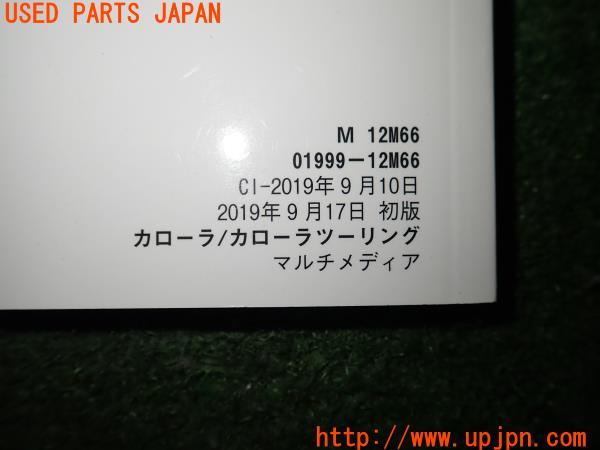 USED PARTS JAPAN
M 12M66
01999-12M66
CI-2019年9月10日
2019年9月17日 初版
カローラ/カローラツーリング
マルチメディア
http://www.upjpn.com